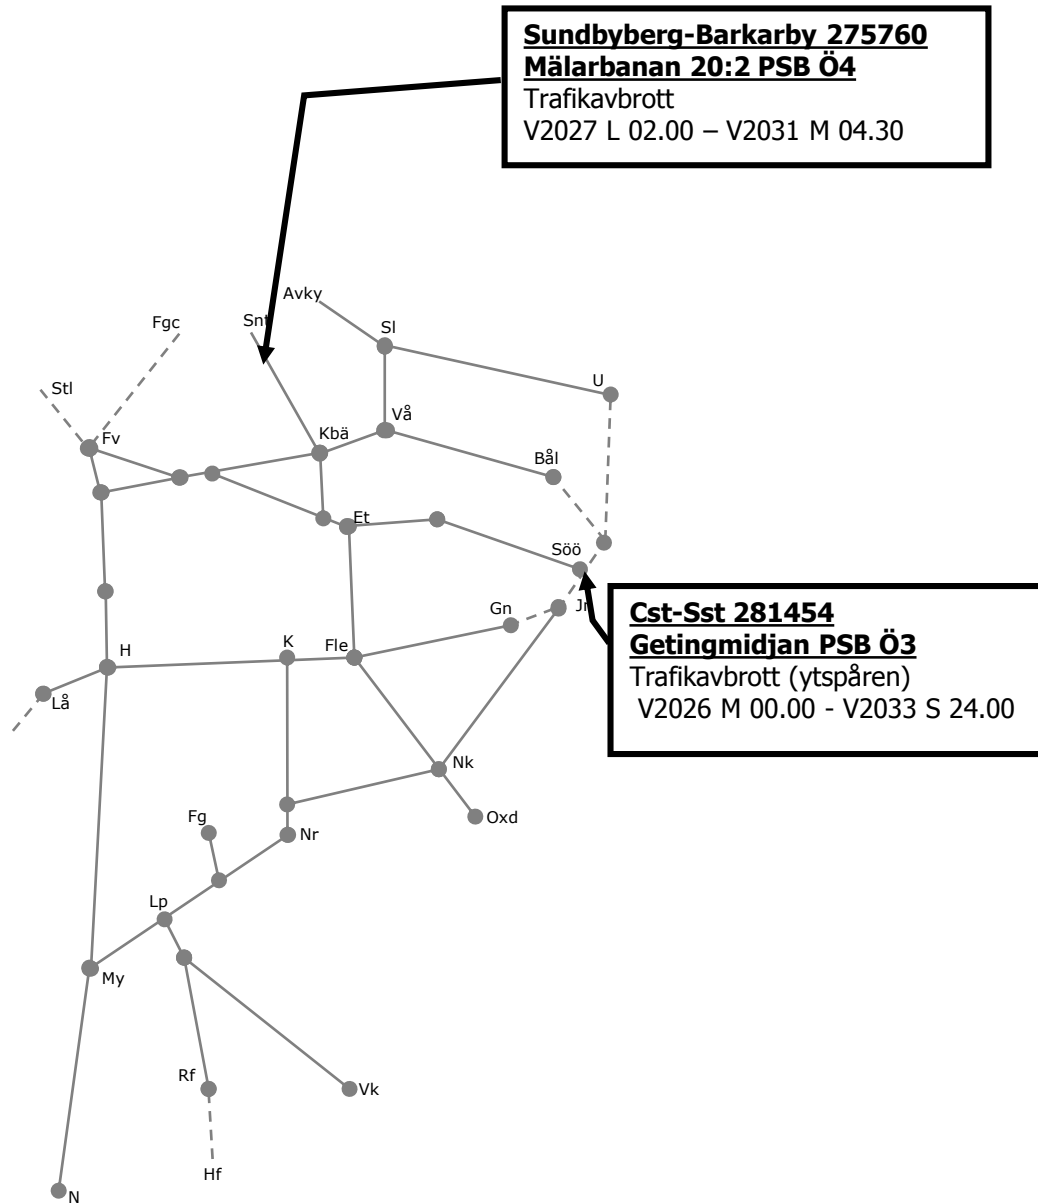 Sundbyberg-Barkarby 275760
Mälarbanan 20:2 PSB Ö4
Trafikavbrott
V2027 L 02.00 – V2031 M 04.30
Avky
Fgc
Snt
Sl
Stl
U
Fv
Kbä
Vå
Bål
Et
Söö
Gn
Jn
Cst-Sst 281454
Getingmidjan PSB Ö3
Trafikavbrott (ytspåren)
V2026 M 00.00 - V2033 S 24.00
H
K
Fle
Lå
Nk
Fg
Oxd
Nr
Lp
My
Rf
Vk
Hf
N